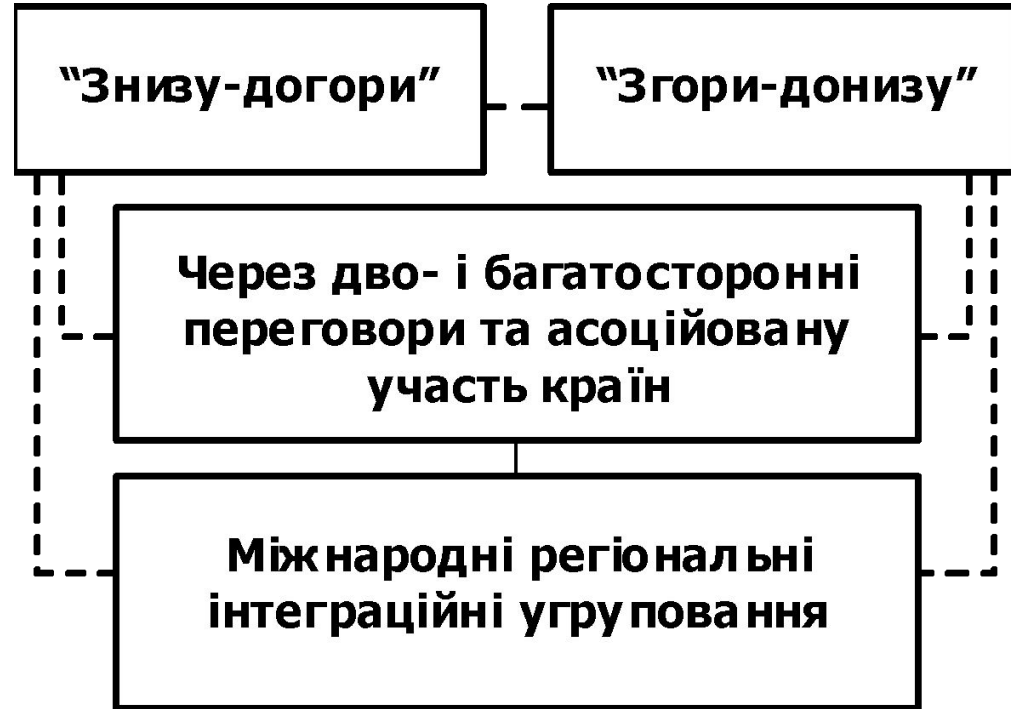 “Знизу-догори”
“Згори-донизу”
Через дво- і багатосторонні
переговори та асоційовану
участь країн
Міжнародні регіональні
інтеграційні угруповання